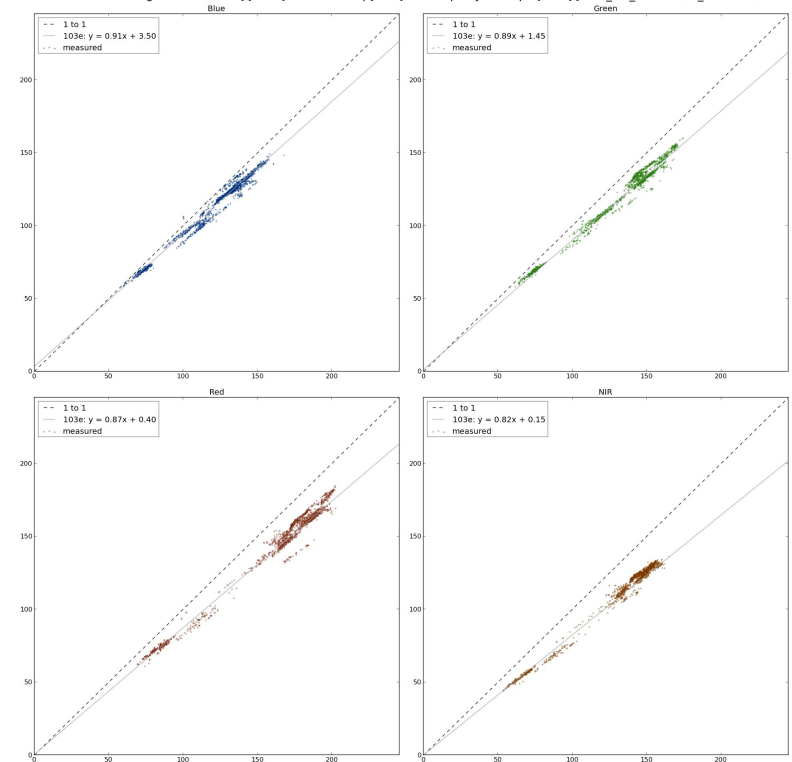 Blue
1 to 1
103e: y = 0.91x + 3.50
measured
200
150
100
50
0
0 50 100 150 200
Green
1 to 1
103e: y = 0.89x + 1.45
measured
200
150
100
50
0
0 50 100 150 200
Red
1 to 1
103e: y = 0.87x + 0.40
measured
200
150
100
50
0
0 50 100 150 200
NIR
1 to 1
103e: y = 0.82x + 0.15
measured
200
150
100
50
0
0 50 100 150 200